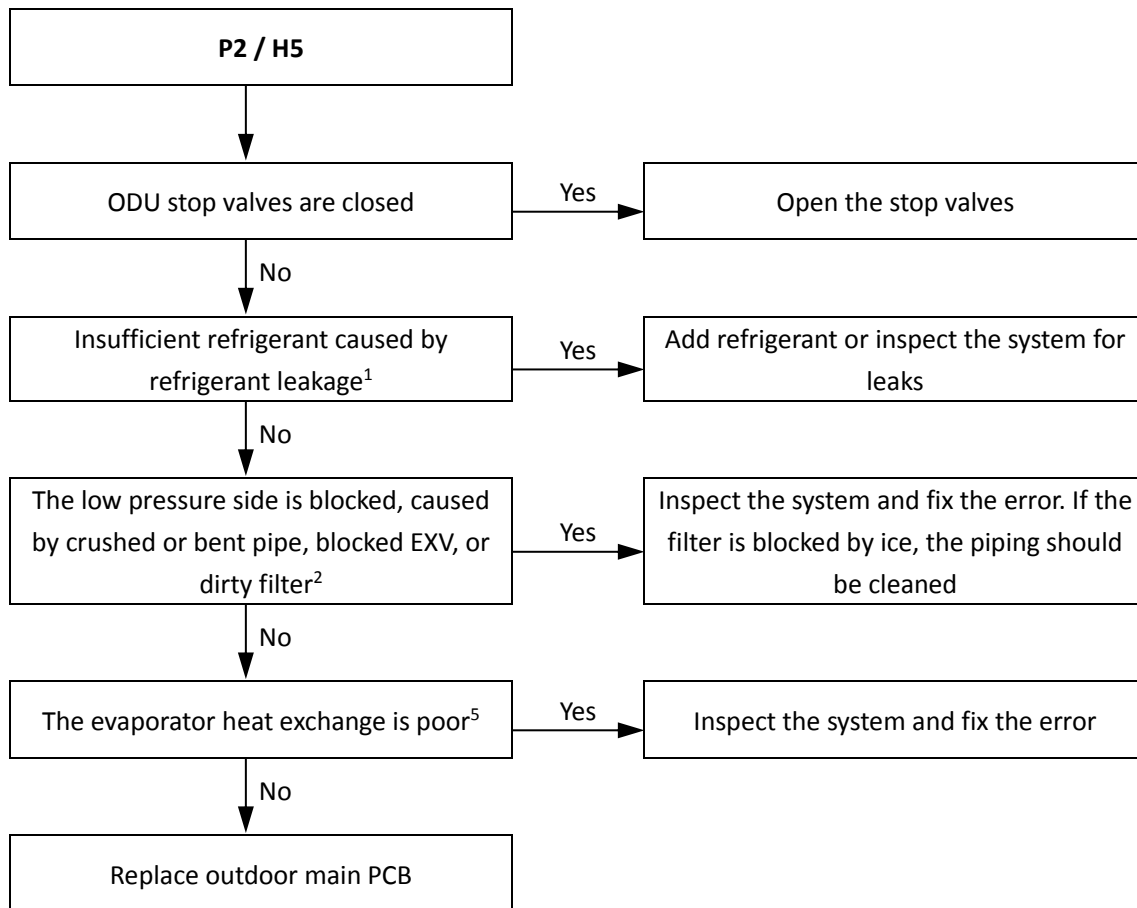 P2 / H5
ODU stop valves are closed
Yes
Open the stop valves
No
Insufficient refrigerant caused by
refrigerant leakage1
Yes
Add refrigerant or inspect the system for
leaks
No
The low pressure side is blocked, caused
by crushed or bent pipe, blocked EXV, or
dirty filter2
Yes
Inspect the system and fix the error. If the
filter is blocked by ice, the piping should
be cleaned
No
The evaporator heat exchange is poor5
Yes
Inspect the system and fix the error
No
Replace outdoor main PCB